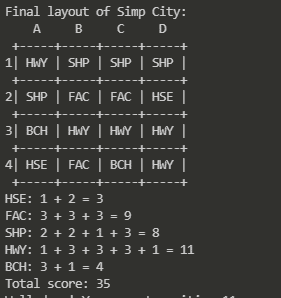 Final layout of Simp City:
A B C D
+-----+-----+-----+-----+
1| HWY | SHP | SHP | SHP |
+-----+-----+-----+-----+
2| SHP | FAC | FAC | HSE |
+-----+-----+-----+-----+
3| BCH | HWY | HWY | HWY |
+-----+-----+-----+-----+
4| HSE | FAC | BCH | HWY |
+-----+-----+-----+-----+
HSE: 1 + 2 = 3
FAC: 3 + 3 + 3 = 9
SHP: 2 + 2 + 1 + 3 = 8
HWY: 1 + 3 + 3 + 3 + 1 = 11
BCH: 3 + 1 = 4
Total score: 35